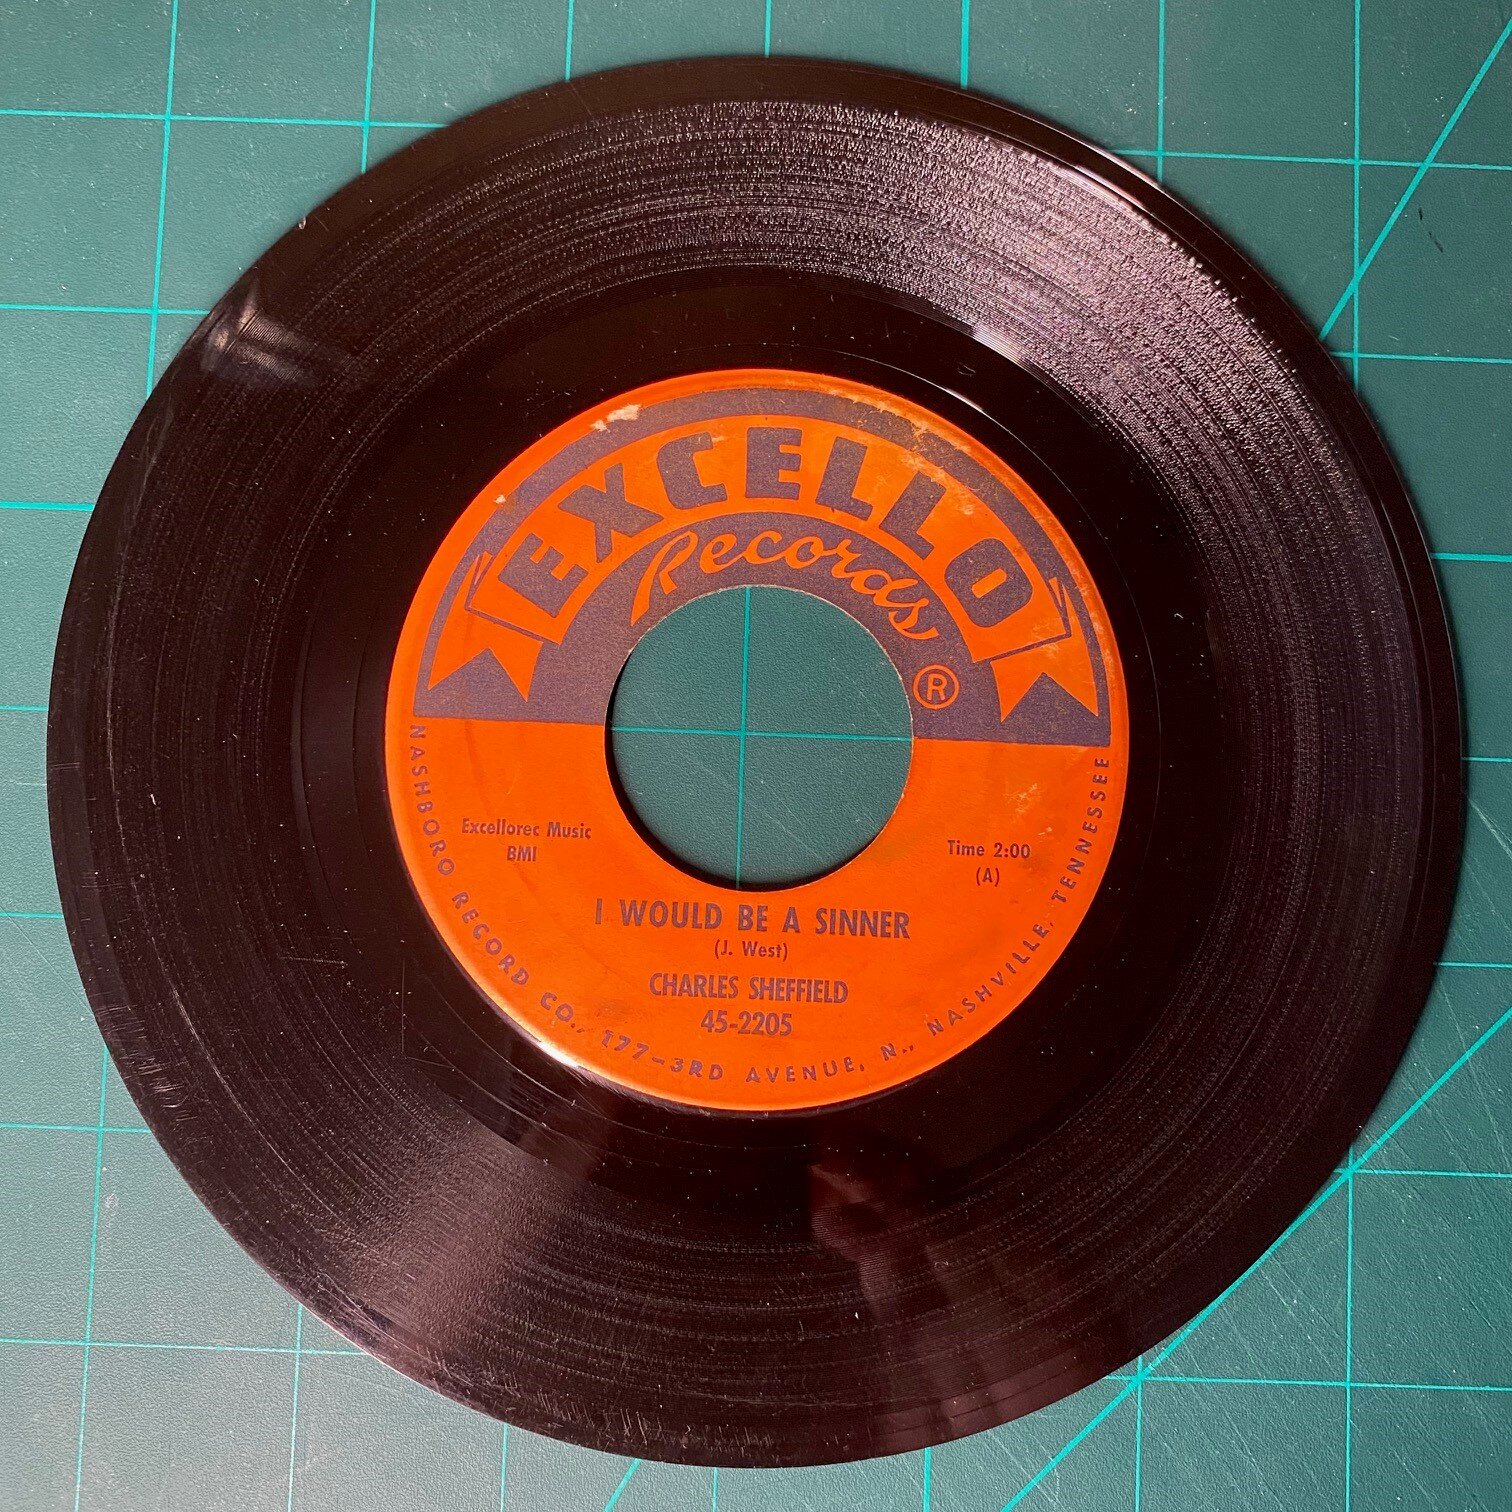 EXCELLO
Records
®
Excellorec Music
BMI
Time 2:00
(A)
I WOULD BE A SINNER
(J. West)
CHARLES SHEFFIELD
45-2205
NASHBORO RECORD CO., 177-3RD AVENUE, N., NASHVILLE, TENNESSEE